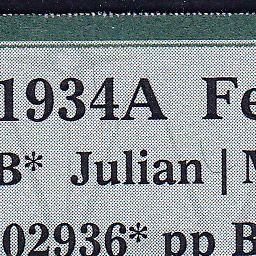 1934A Fe
B* Julian |
02936* pp B